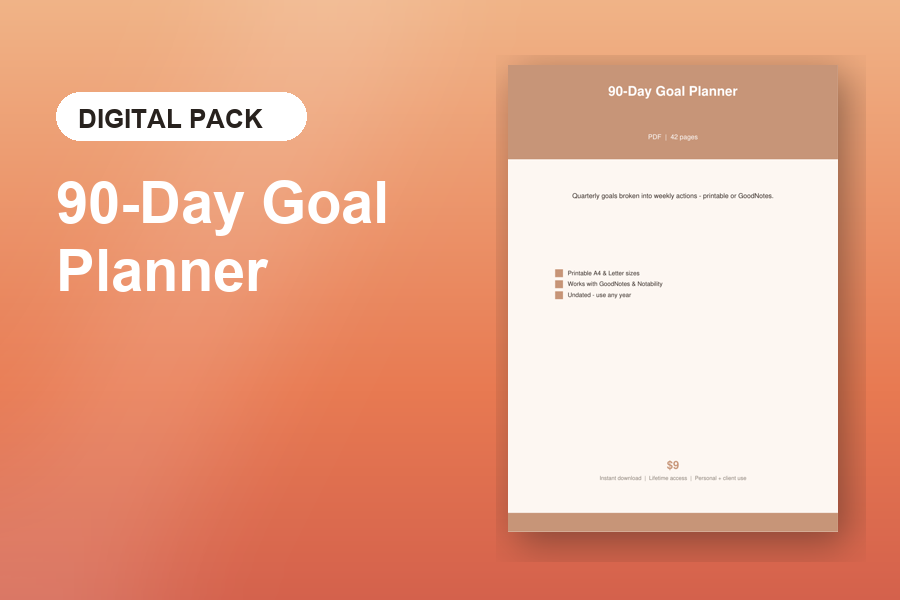 DIGITAL PACK
90-Day Goal
Planner
90-Day Goal Planner
PDF | 42 pages
Quarterly goals broken into weekly actions - printable or GoodNotes.
Printable A4 & Letter sizes
Works with GoodNotes & Notability
Undated - use any year
$9
Instant download | Lifetime access | Personal + client use